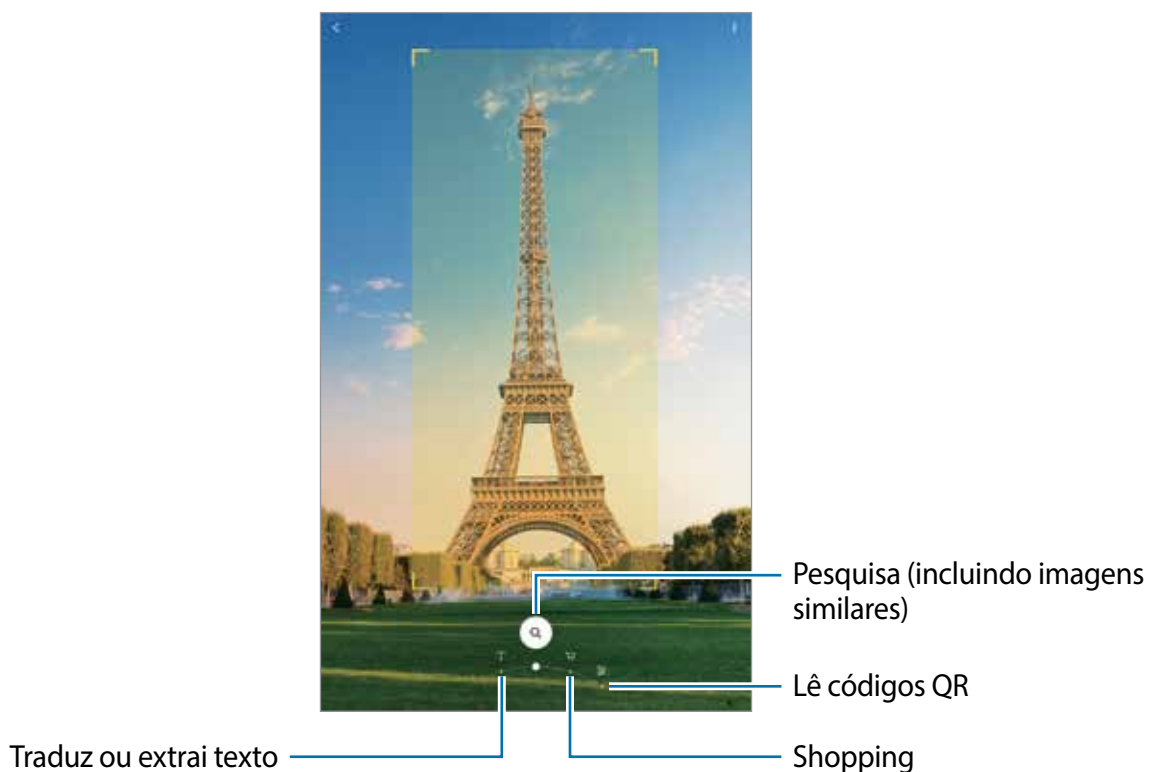 Pesquisa (incluindo imagens
similares)
Lê códigos QR
Traduz ou extrai texto
Shopping